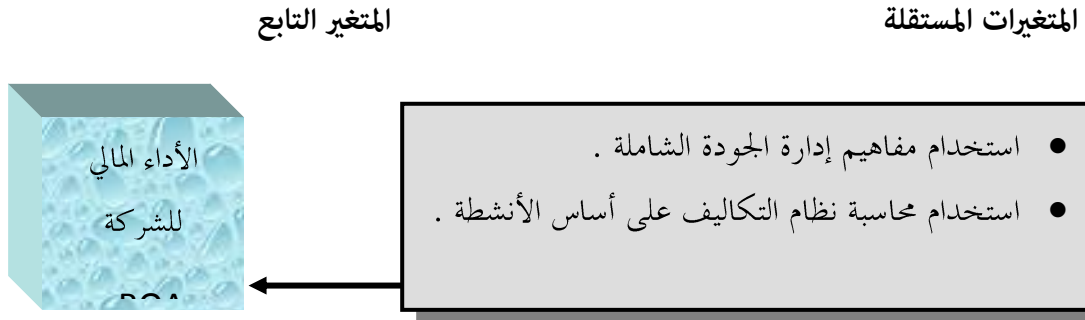 المتغيرات المستقلة
المتغير التابع
● استخدام مفاهيم إدارة الجودة الشاملة .
● استخدام محاسبة نظام التكاليف على أساس الأنشطة .
الأداء المالي
للشركة